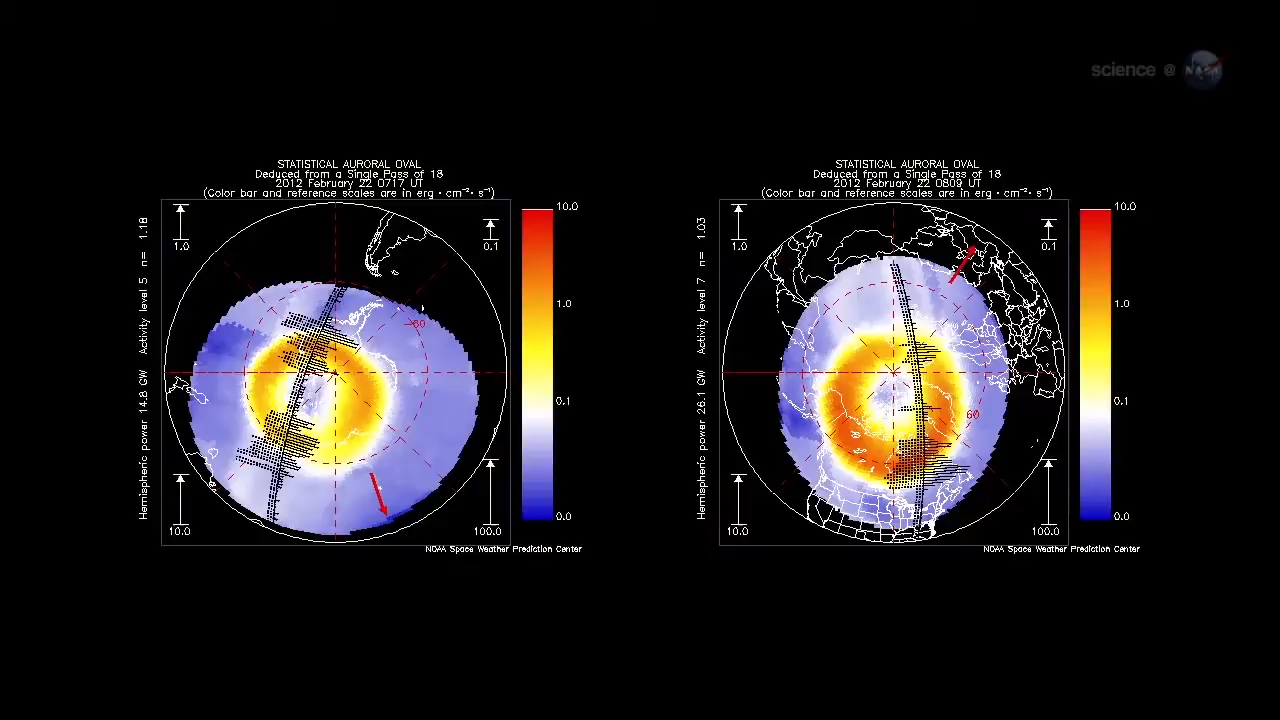 science @ NASA
STATISTICAL AURORAL OVAL
Deduced from a Single Pass of 18
2012 February 22 0717 UT
(Color bar and reference scales are in erg · cm⁻² · s⁻¹)
1.0
0.1
10.0
1.0
0.1
0.0
60
10.0
100.0
Hemispheric power 14.8 GW Activity level 5 n= 1.18
NOAA Space Weather Prediction Center
STATISTICAL AURORAL OVAL
Deduced from a Single Pass of 18
2012 February 22 0809 UT
(Color bar and reference scales are in erg · cm⁻² · s⁻¹)
1.0
0.1
10.0
1.0
0.1
0.0
60
10.0
100.0
Hemispheric power 26.1 GW Activity level 7 n= 1.03
NOAA Space Weather Prediction Center